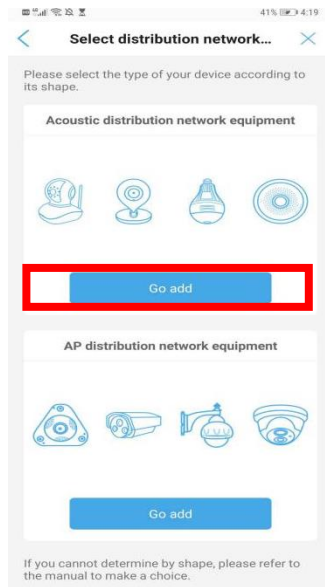 41% 4:19
Select distribution netwo rk...
Please select the type of your device according to
its shape.
Acoustic distribution network equipment
Go add
AP distribution network equipment
Go add
If you cannot determine by shape, please refer to
the manual to make a choice.